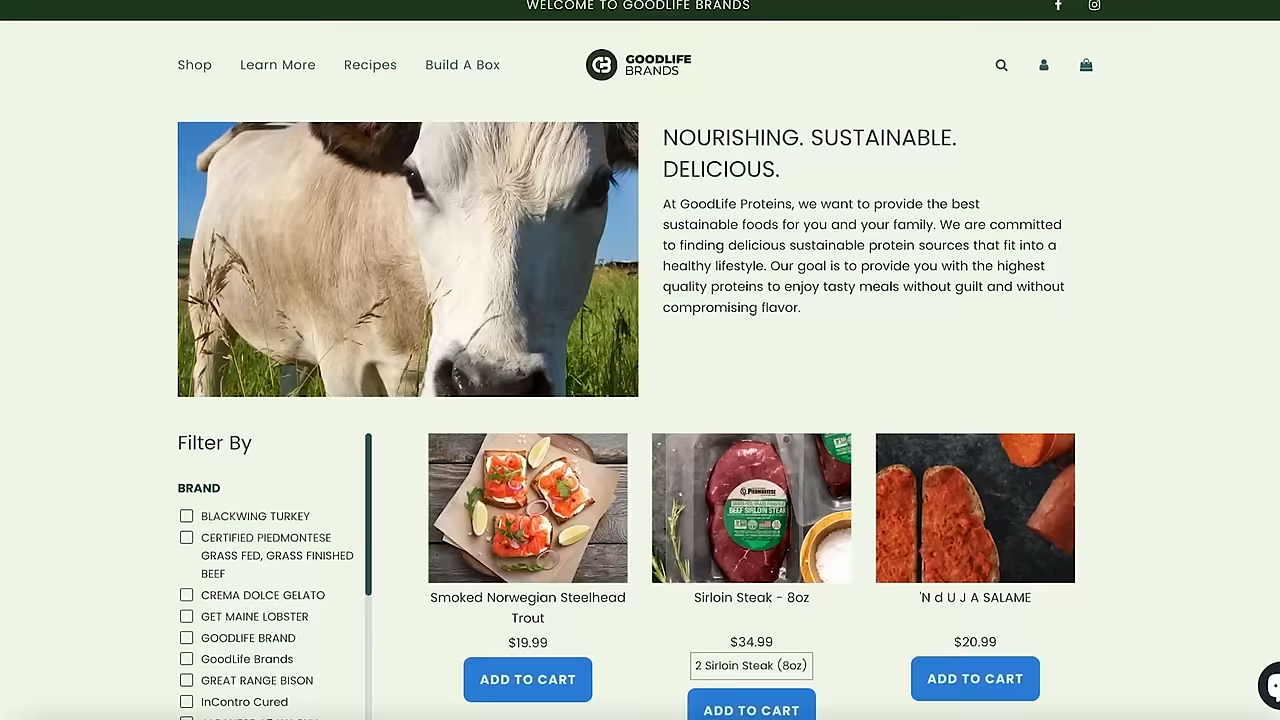 WELCOME TO GOODLIFE BRANDS
Shop Learn More Recipes Build A Box
GOODLIFE
BRANDS
NOURISHING. SUSTAINABLE.
DELICIOUS.
At GoodLife Proteins, we want to provide the best
sustainable foods for you and your family. We are committed
to finding delicious sustainable protein sources that fit into a
healthy lifestyle. Our goal is to provide you with the highest
quality proteins to enjoy tasty meals without guilt and without
compromising flavor.
Filter By
BRAND
BLACKWING TURKEY
CERTIFIED PIEDMONTESE
GRASS FED, GRASS FINISHED
BEEF
CREMA DOLCE GELATO
GET MAINE LOBSTER
GOODLIFE BRAND
GoodLife Brands
GREAT RANGE BISON
InContro Cured
PIEDMONTESE
BEEF SIRLOIN STEAK
Smoked Norwegian Steelhead
Trout
$19.99
ADD TO CART
Sirloin Steak - 8oz
$34.99
2 Sirloin Steak (8oz)
ADD TO CART
'N d U J A SALAME
$20.99
ADD TO CART